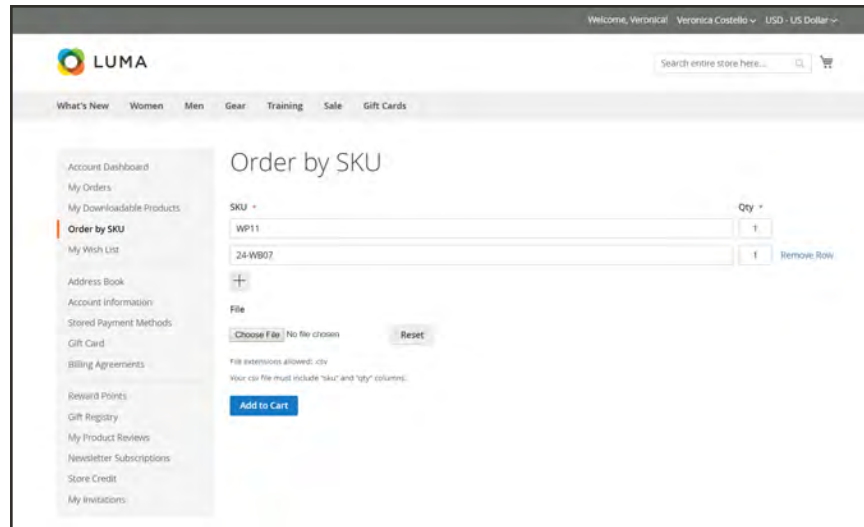 Welcome, Veronica! Veronica Costello USD - US Dollar
LUMA
Search entire store here...
What's New Women Men Gear Training Sale Gift Cards
Account Dashboard
My Orders
My Downloadable Products
Order by SKU
My Wish List
Address Book
Account Information
Stored Payment Methods
Gift Card
Billing Agreements
Reward Points
Gift Registry
My Product Reviews
Newsletter Subscriptions
Store Credit
My Invitations
Order by SKU
SKU * Qty *
WP11 1
24-WB07 1 Remove Row
File
Choose File No file chosen Reset
File extensions allowed: .csv
Your csv file must include "sku" and "qty" columns.
Add to Cart